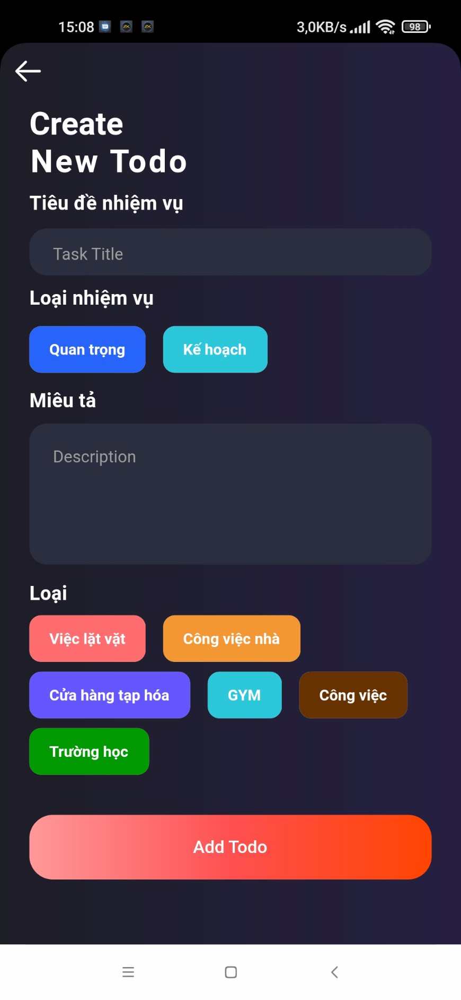 15:08 3,0KB/s 98
Create
New Todo
Tiêu đề nhiệm vụ
Task Title
Loại nhiệm vụ
Quan trọng Kế hoạch
Miêu tả
Description
Loại
Việc lặt vặt Công việc nhà
Cửa hàng tạp hóa GYM Công việc
Trường học
Add Todo